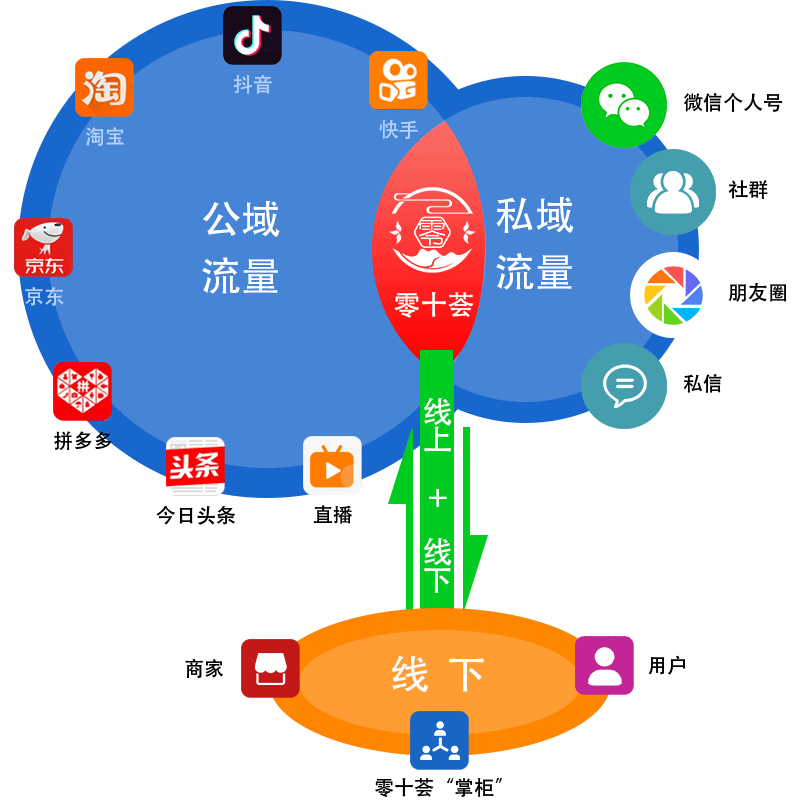 抖音
淘
淘宝
快手
微信个人号
社群
公域
流量
私域
流量
零
零十荟
京东
京东
朋友圈
私信
拼
拼多多
头条
今日头条
直播
线上
+
线下
商家
线 下
用户
零十荟“掌柜”